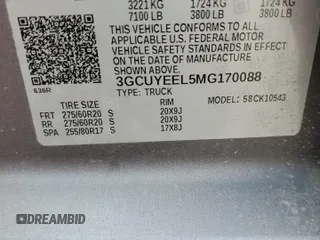 3221 KG 1724 KG 1724 KG
7100 LB 3800 LB 3800 LB
THIS VEHICLE CONFORMS TO ALL
APPLICABLE U.S. FEDERAL MOTOR
VEHICLE SAFETY STANDARDS IN EFFECT
ON THE DATE OF MANUFACTURE
SHOWN ABOVE.
3GCUYEEL5MG170088
636R
TYPE: TRUCK
TIRE SIZE RIM 58CK10543
FRT 275/60R20 S 20X9J
RR 275/60R20 S 20X9J
SPA 255/80R17 S 17X8J
DREAMBID